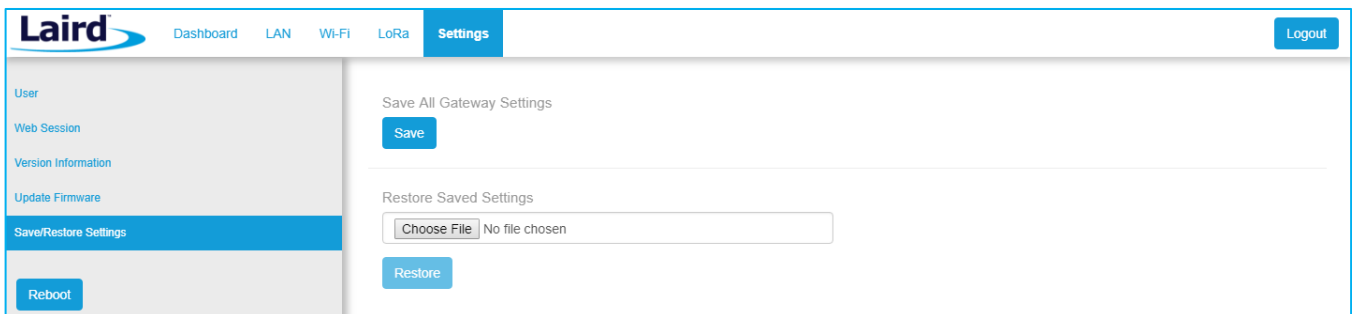 Laird Dashboard LAN Wi-Fi LoRa Settings Logout
User
Web Session
Version Information
Update Firmware
Save/Restore Settings
Reboot
Save All Gateway Settings
Save
Restore Saved Settings
Choose File No file chosen
Restore